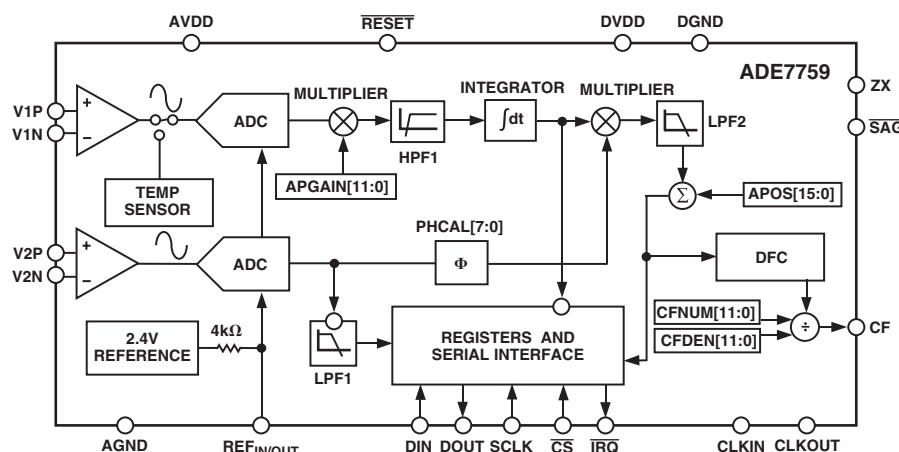 AVDD
RESET
DVDD
DGND
ADE7759
ZX
SAG
V1P
V1N
+
−
ADC
MULTIPLIER
HPF1
INTEGRATOR
∫dt
MULTIPLIER
LPF2
TEMP
SENSOR
APGAIN[11:0]
Σ
APOS[15:0]
V2P
V2N
+
−
ADC
PHCAL[7:0]
Φ
DFC
2.4V
REFERENCE
4kΩ
LPF1
REGISTERS AND
SERIAL INTERFACE
CFNUM[11:0]
CFDEN[11:0]
÷
CF
AGND
REFIN/OUT
DIN
DOUT
SCLK
CS
IRQ
CLKIN
CLKOUT